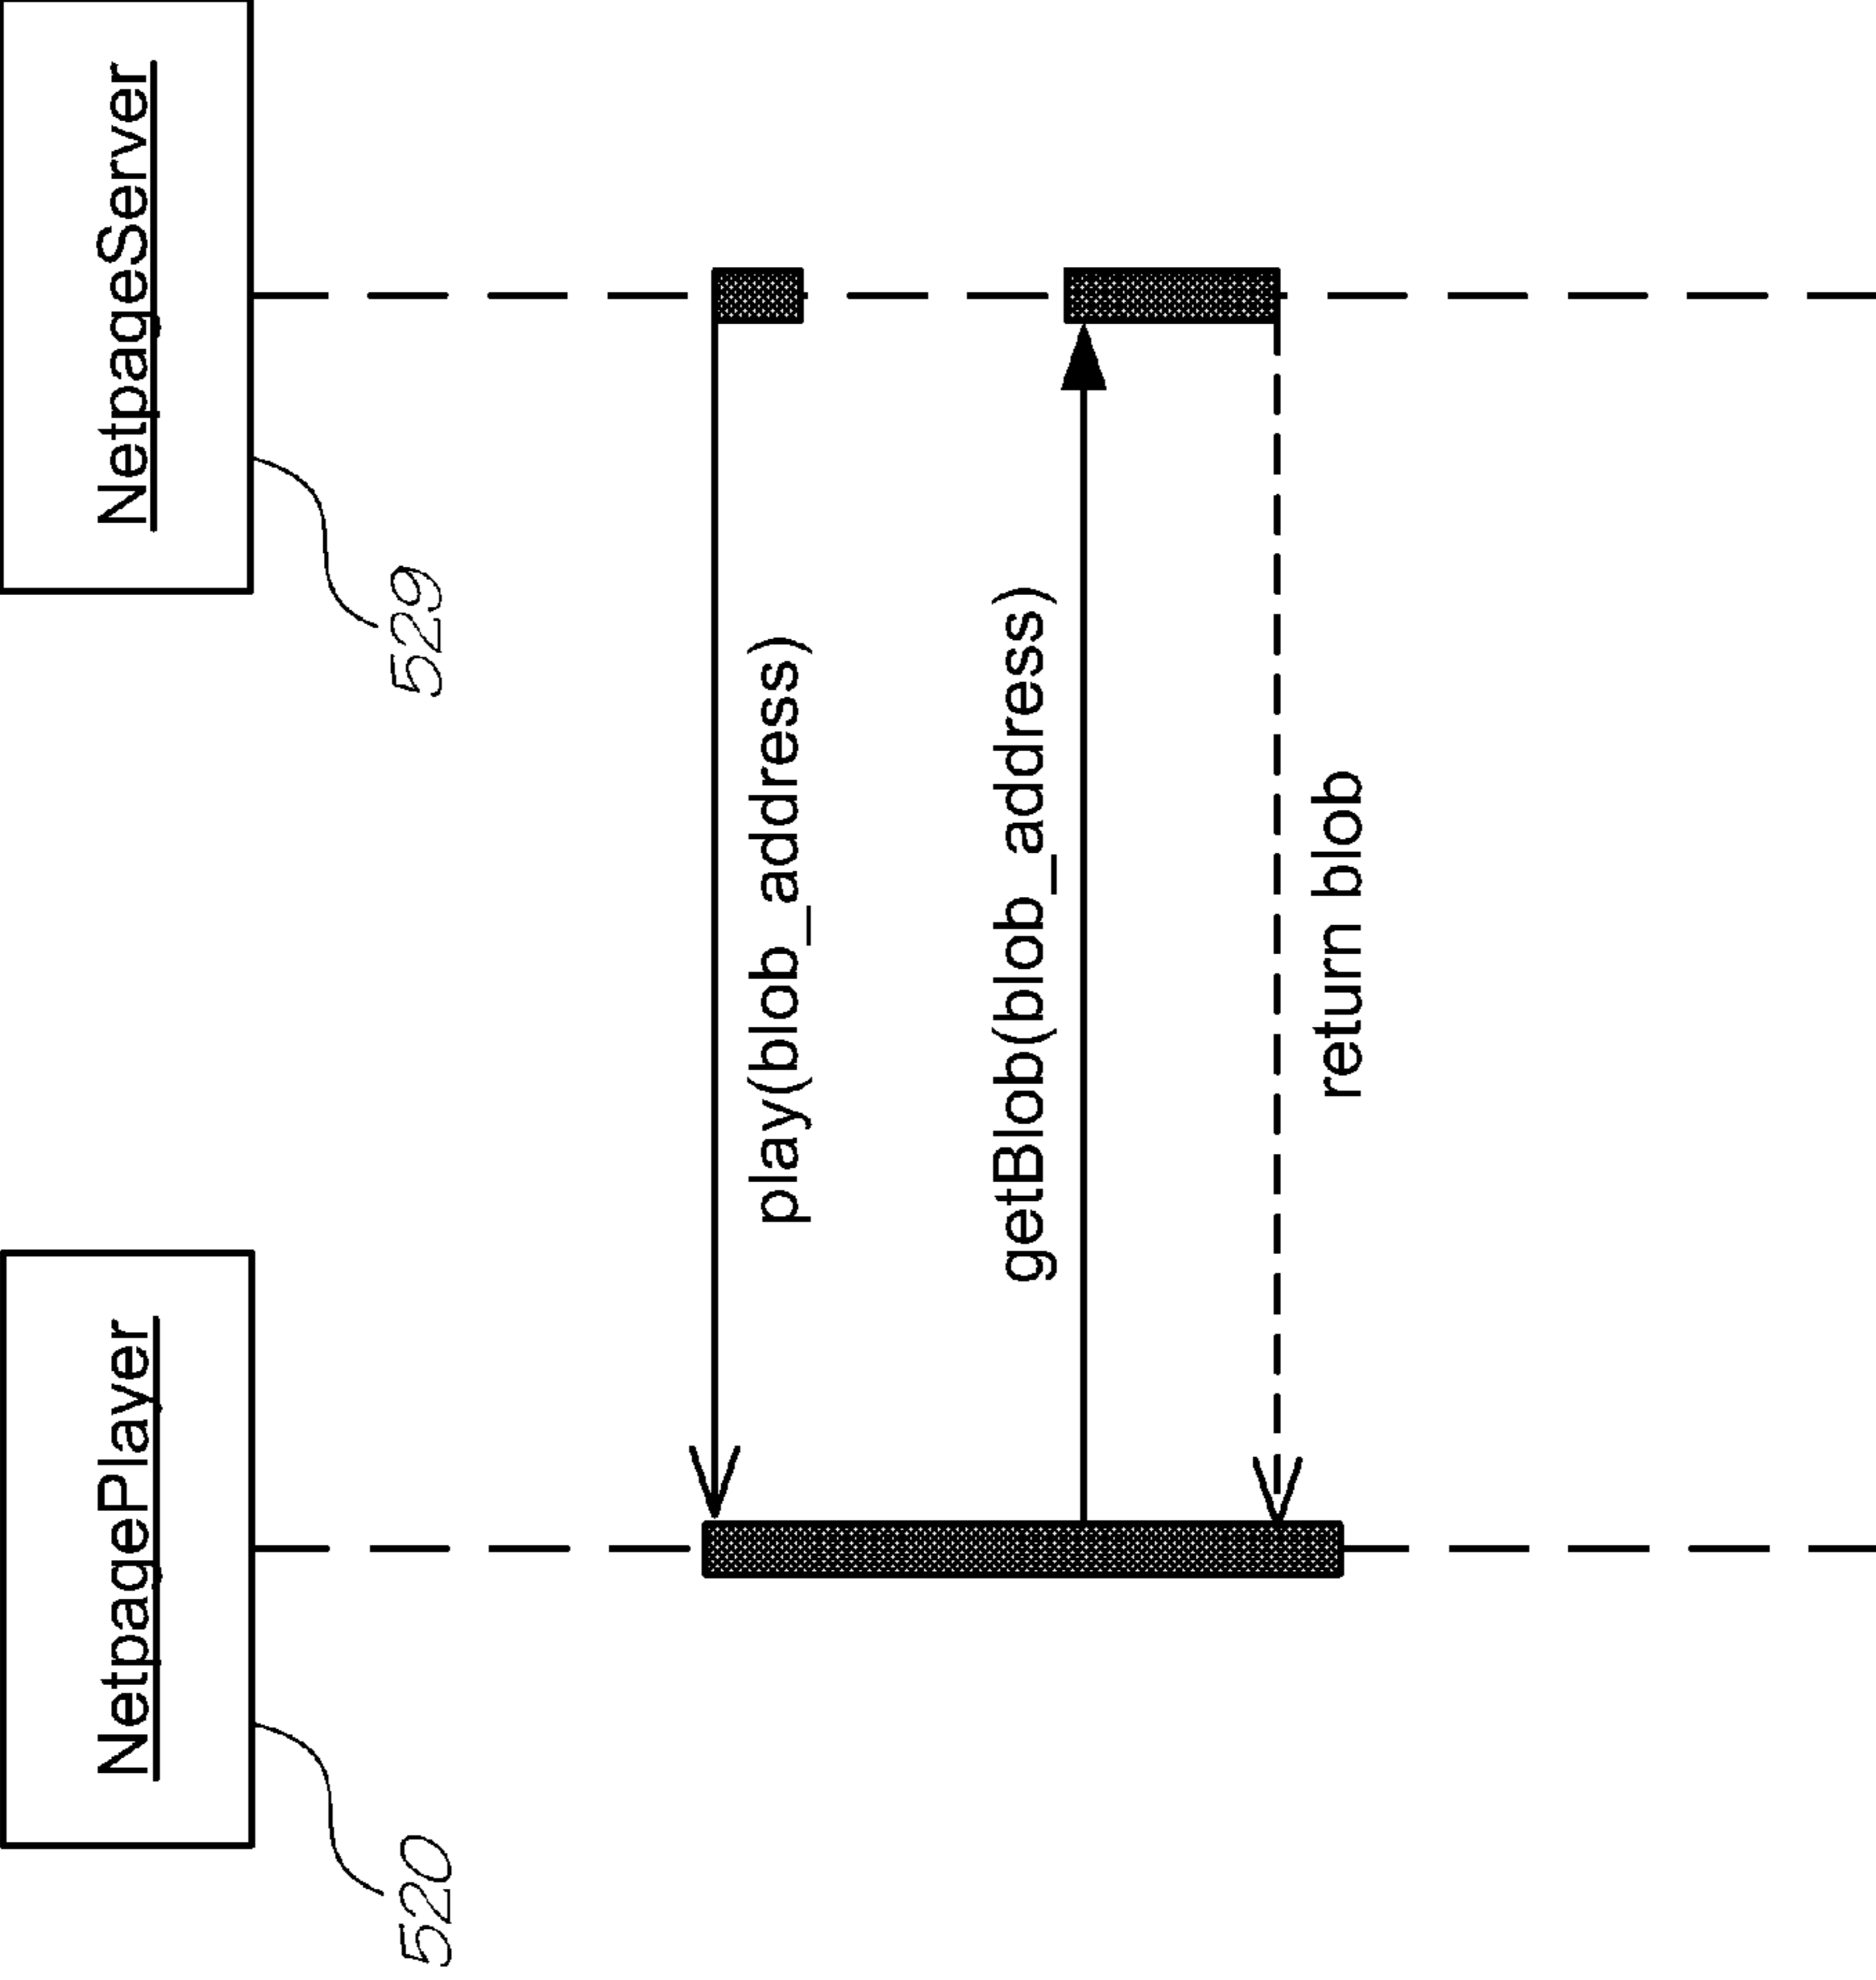 NetpagePlayer
NetpageServer
520
529
play(blob_address)
getBlob(blob_address)
return blob